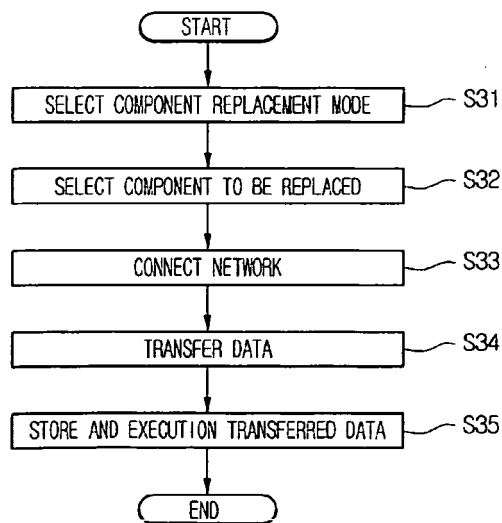 START
SELECT COMPONENT REPLACEMENT MODE
S31
SELECT COMPONENT TO BE REPLACED
S32
CONNECT NETWORK
S33
TRANSFER DATA
S34
STORE AND EXECUTION TRANSFERRED DATA
S35
END